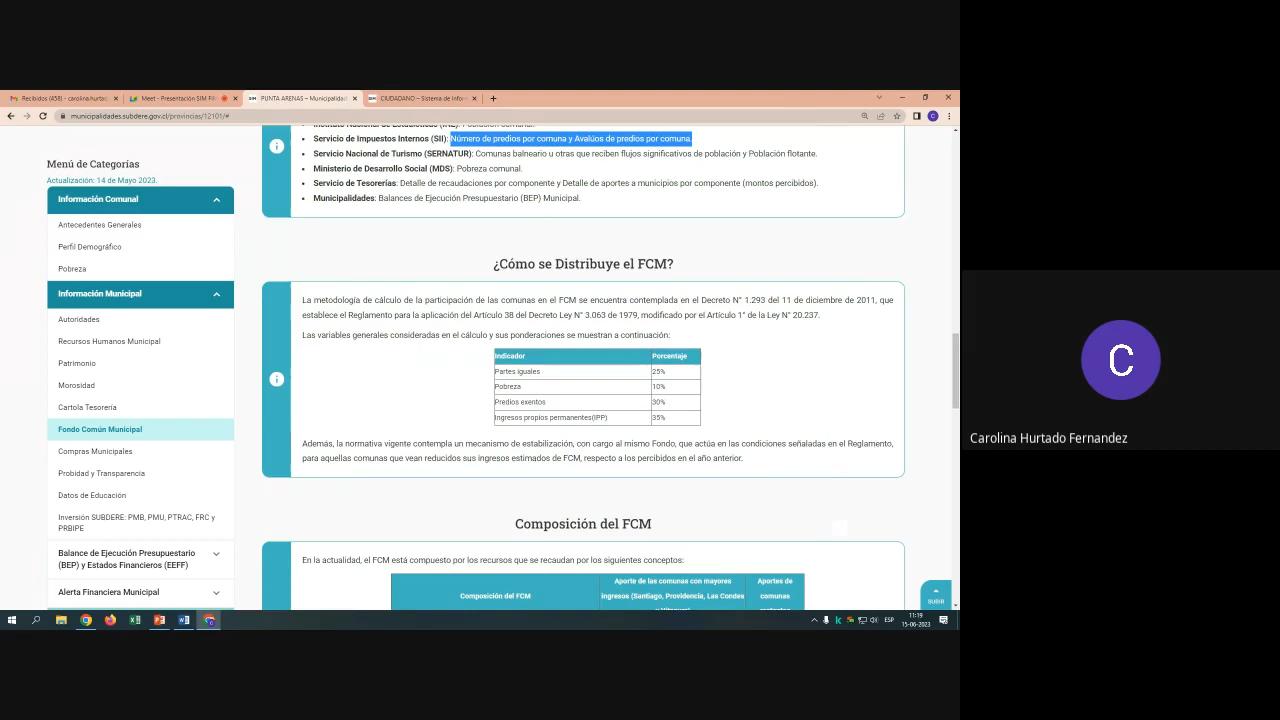 Recibidos (458) - carolina.hurtad
Meet - Presentación SIM Fil
PUNTA ARENAS – Municipalidad
CIUDADANO – Sistema de Infor
municipalidades.subdere.gov.cl/provincias/12101/#
Menú de Categorías
Actualización: 14 de Mayo 2023.
Información Comunal
Antecedentes Generales
Perfil Demográfico
Pobreza
Información Municipal
Autoridades
Recursos Humanos Municipal
Patrimonio
Morosidad
Cartola Tesorería
Fondo Común Municipal
Compras Municipales
Probidad y Transparencia
Datos de Educación
Inversión SUBDERE: PMB, PMU, PTRAC, FRC y
PRBIPE
Balance de Ejecución Presupuestario
(BEP) y Estados Financieros (EEFF)
Alerta Financiera Municipal
Servicio de Impuestos Internos (SII): Número de predios por comuna y Avalúos de predios por comuna.
Servicio Nacional de Turismo (SERNATUR): Comunas balneario u otras que reciben flujos significativos de población y Población flotante.
Ministerio de Desarrollo Social (MDS): Pobreza comunal.
Servicio de Tesorerías: Detalle de recaudaciones por componente y Detalle de aportes a municipios por componente (montos percibidos).
Municipalidades: Balances de Ejecución Presupuestario (BEP) Municipal.
¿Cómo se Distribuye el FCM?
La metodología de cálculo de la participación de las comunas en el FCM se encuentra contemplada en el Decreto N° 1.293 del 11 de diciembre de 2011, que
establece el Reglamento para la aplicación del Artículo 38 del Decreto Ley N° 3.063 de 1979, modificado por el Artículo 1° de la Ley N° 20.237.
Las variables generales consideradas en el cálculo y sus ponderaciones se muestran a continuación:
Indicador Porcentaje
Partes iguales 25%
Pobreza 10%
Predios exentos 30%
Ingresos propios permanentes(IPP) 35%
Además, la normativa vigente contempla un mecanismo de estabilización, con cargo al mismo Fondo, que actúa en las condiciones señaladas en el Reglamento,
para aquellas comunas que vean reducidos sus ingresos estimados de FCM, respecto a los percibidos en el año anterior.
Composición del FCM
En la actualidad, el FCM está compuesto por los recursos que se recaudan por los siguientes conceptos:
Composición del FCM
Aporte de las comunas con mayores
ingresos (Santiago, Providencia, Las Condes
Aportes de
comunas
SUBIR
ESP
11:19
15-06-2023
C
Carolina Hurtado Fernandez